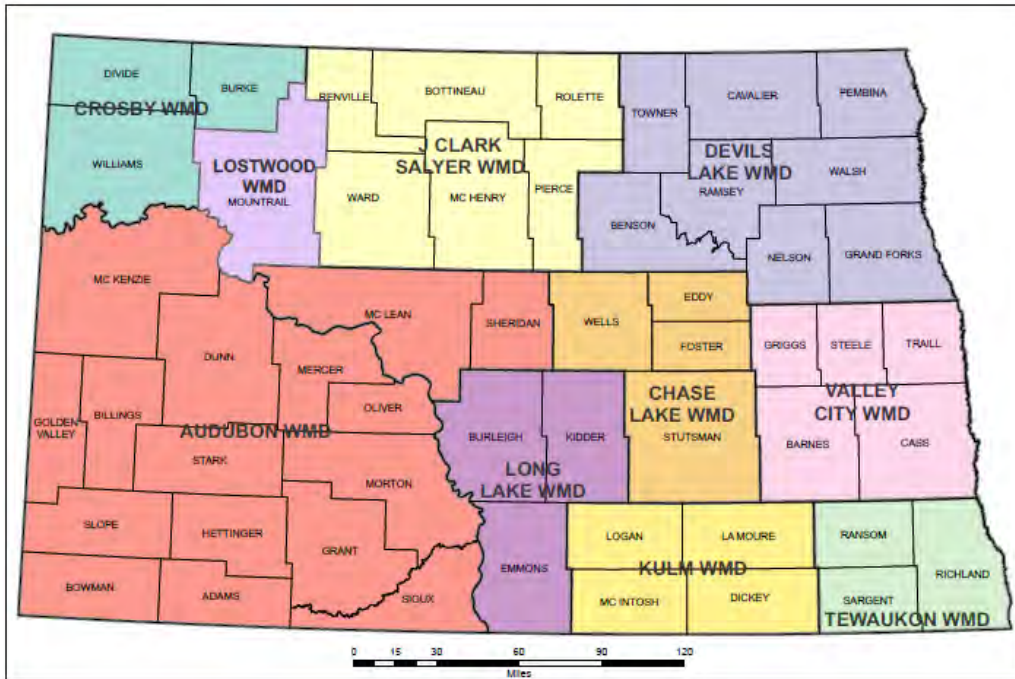 DIVIDE
BURKE
CROSBY WMD
WILLIAMS
RENVILLE
BOTTINEAU
ROLETTE
J CLARK
SALYER WMD
WARD
MC HENRY
PIERCE
LOSTWOOD
WMD
MOUNTRAIL
TOWNER
CAVALIER
PEMBINA
DEVILS
LAKE WMD
RAMSEY
WALSH
BENSON
NELSON
GRAND FORKS
MC KENZIE
MC LEAN
SHERIDAN
DUNN
MERCER
OLIVER
GOLDEN
VALLEY
BILLINGS
AUDUBON WMD
STARK
MORTON
SLOPE
HETTINGER
GRANT
BOWMAN
ADAMS
SIOUX
WELLS
EDDY
FOSTER
CHASE
LAKE WMD
STUTSMAN
GRIGGS
STEELE
TRAILL
VALLEY
CITY WMD
BARNES
CASS
BURLEIGH
KIDDER
LONG
LAKE WMD
EMMONS
LOGAN
LA MOURE
KULM WMD
MC INTOSH
DICKEY
RANSOM
RICHLAND
SARGENT
TEWAUKON WMD
0 15 30 60 90 120
Miles